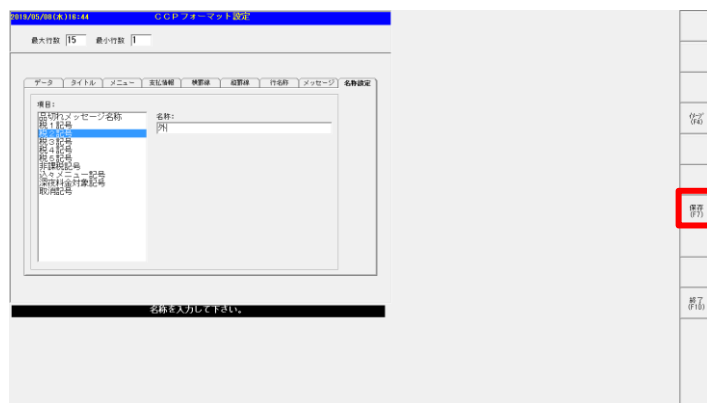 2019/05/08(水)16:44 CCPフォーマット設定
最大行数 15 最小行数 1
データ タイトル メニュー 支払情報 横罫線 縦罫線 行名称 メッセージ 名称設定
項目:
名称:
品切れメッセージ名称
外
税1記号
税2記号
税3記号
税4記号
税5記号
非課税記号
込々メニュー記号
深夜料金対象記号
取消記号
名称を入力して下さい。
イメージ
(F4)
保存
(F7)
終了
(F10)